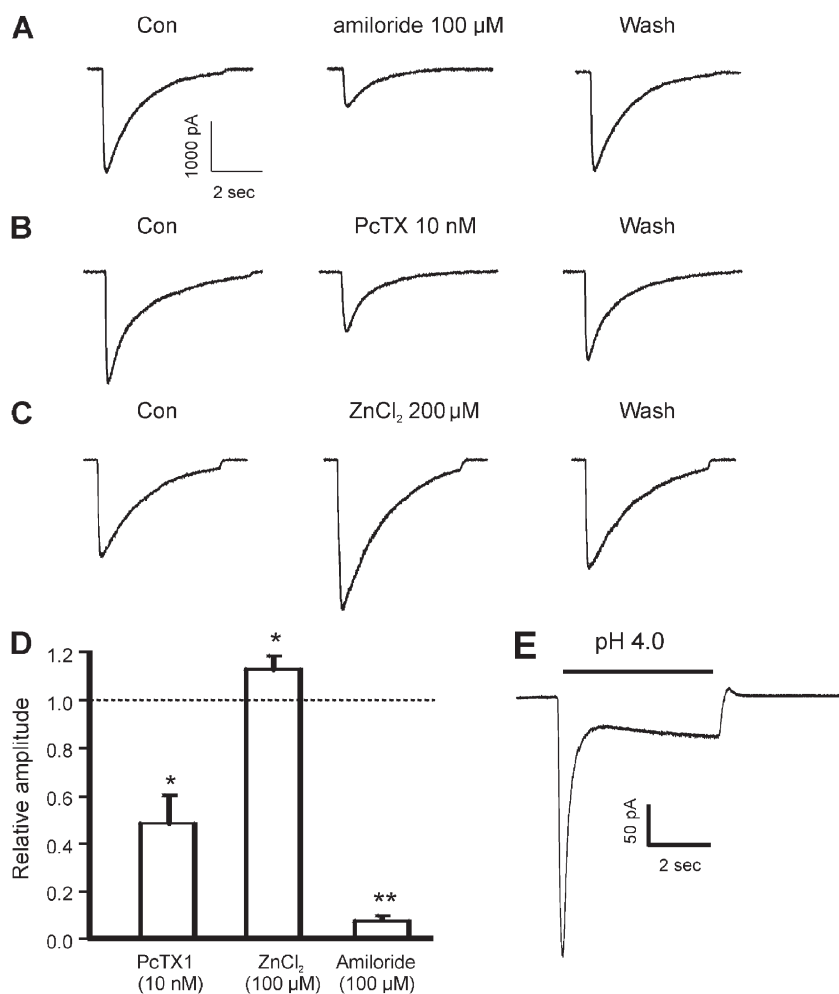 A
Con
amiloride 100 µM
Wash
1000 pA
2 sec
B
Con
PcTX 10 nM
Wash
C
Con
ZnCl₂ 200 µM
Wash
D
Relative amplitude
1.2
1.0
0.8
0.6
0.4
0.2
0.0
*
*
**
PcTX1
(10 nM)
ZnCl₂
(100 µM)
Amiloride
(100 µM)
E
pH 4.0
50 pA
2 sec